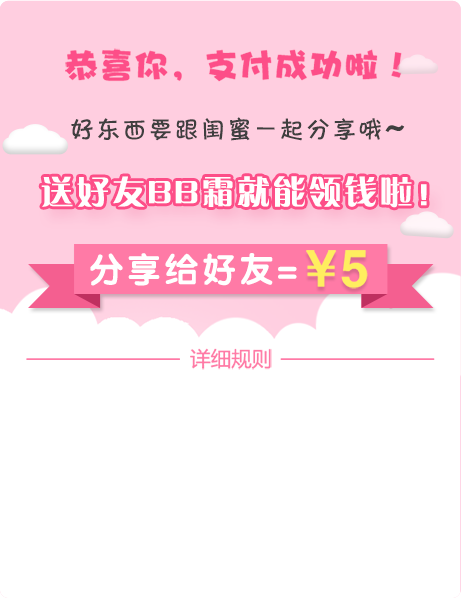 恭喜你，支付成功啦！
好东西要跟闺蜜一起分享哦~
送好友BB霜就能领钱啦！
分享给好友=¥5
详细规则